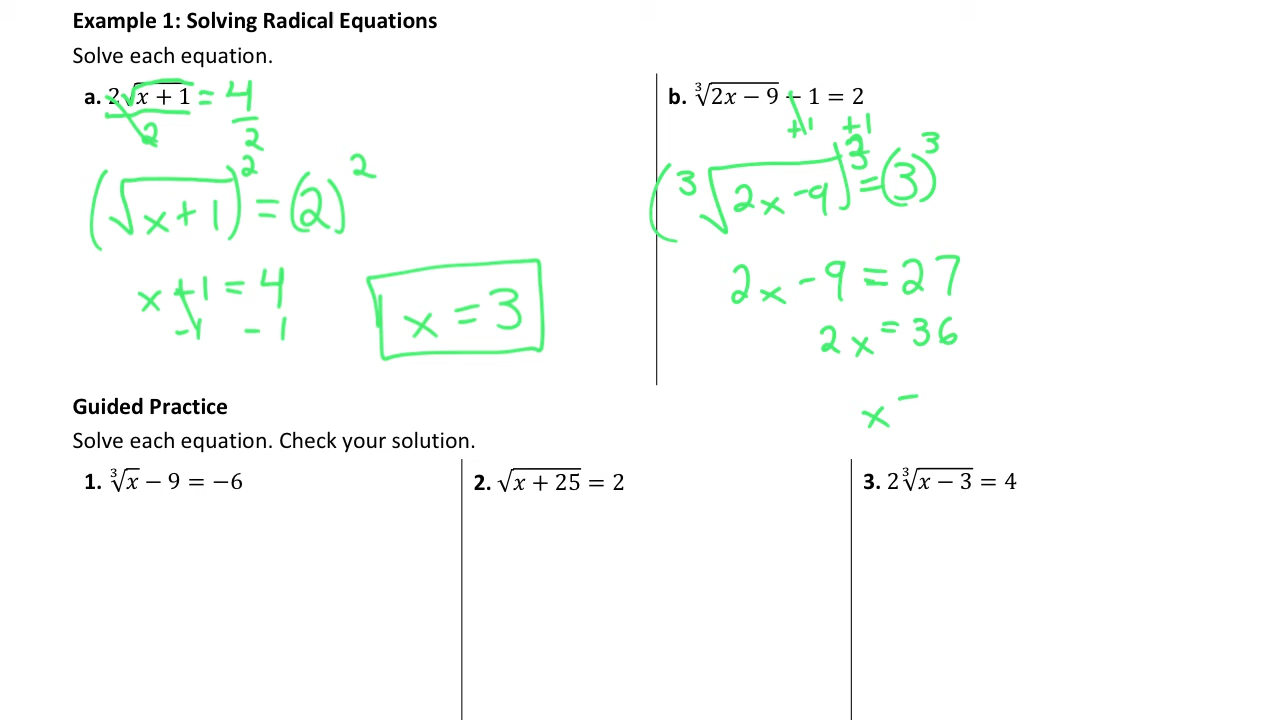 Example 1: Solving Radical Equations
Solve each equation.
a. 2√(x + 1) = 4
2 2
(√(x+1))² = (2)²
x + 1 = 4
-1 -1
x = 3
b. ∛(2x − 9) − 1 = 2
+1 +1
(³√(2x -9))³ = (3)³
2x - 9 = 27
2x = 36
x -
Guided Practice
Solve each equation. Check your solution.
1. ∛x − 9 = −6
2. √(x + 25) = 2
3. 2∛(x − 3) = 4